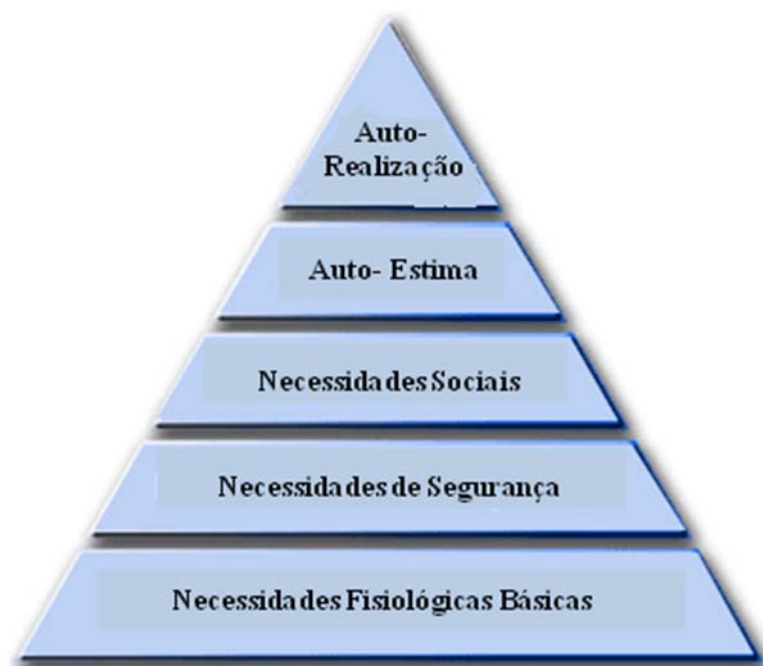 Auto-
Realização
Auto- Estima
Necessidades Sociais
Necessidades de Segurança
Necessidades Fisiológicas Básicas